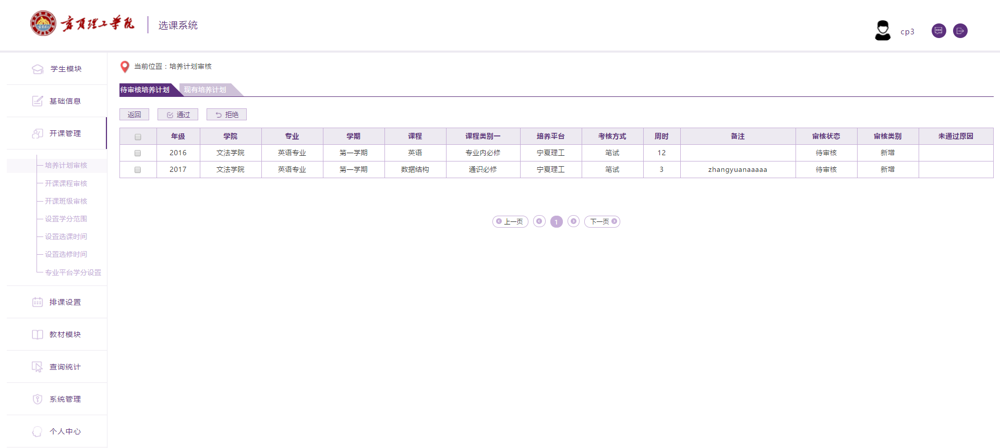 宁夏理工学院
选课系统
cp3
学生模块
基础信息
开课管理
培养计划审核
开课课程审核
开课班级审核
设置学分范围
设置选课时间
设置选修时间
专业平台学分设置
排课设置
教材模块
查询统计
系统管理
个人中心
当前位置：培养计划审核
待审核培养计划 现有培养计划
返回 通过 拒绝
年级 学院 专业 学期 课程 课程类别一 培养平台 考核方式 周时 备注 审核状态 审核类别 未通过原因
2016 文法学院 英语专业 第一学期 英语 专业内必修 宁夏理工 笔试 12 待审核 新增
2017 文法学院 英语专业 第一学期 数据结构 通识必修 宁夏理工 笔试 3 zhangyuanaaaaa 待审核 新增
上一页 1 下一页